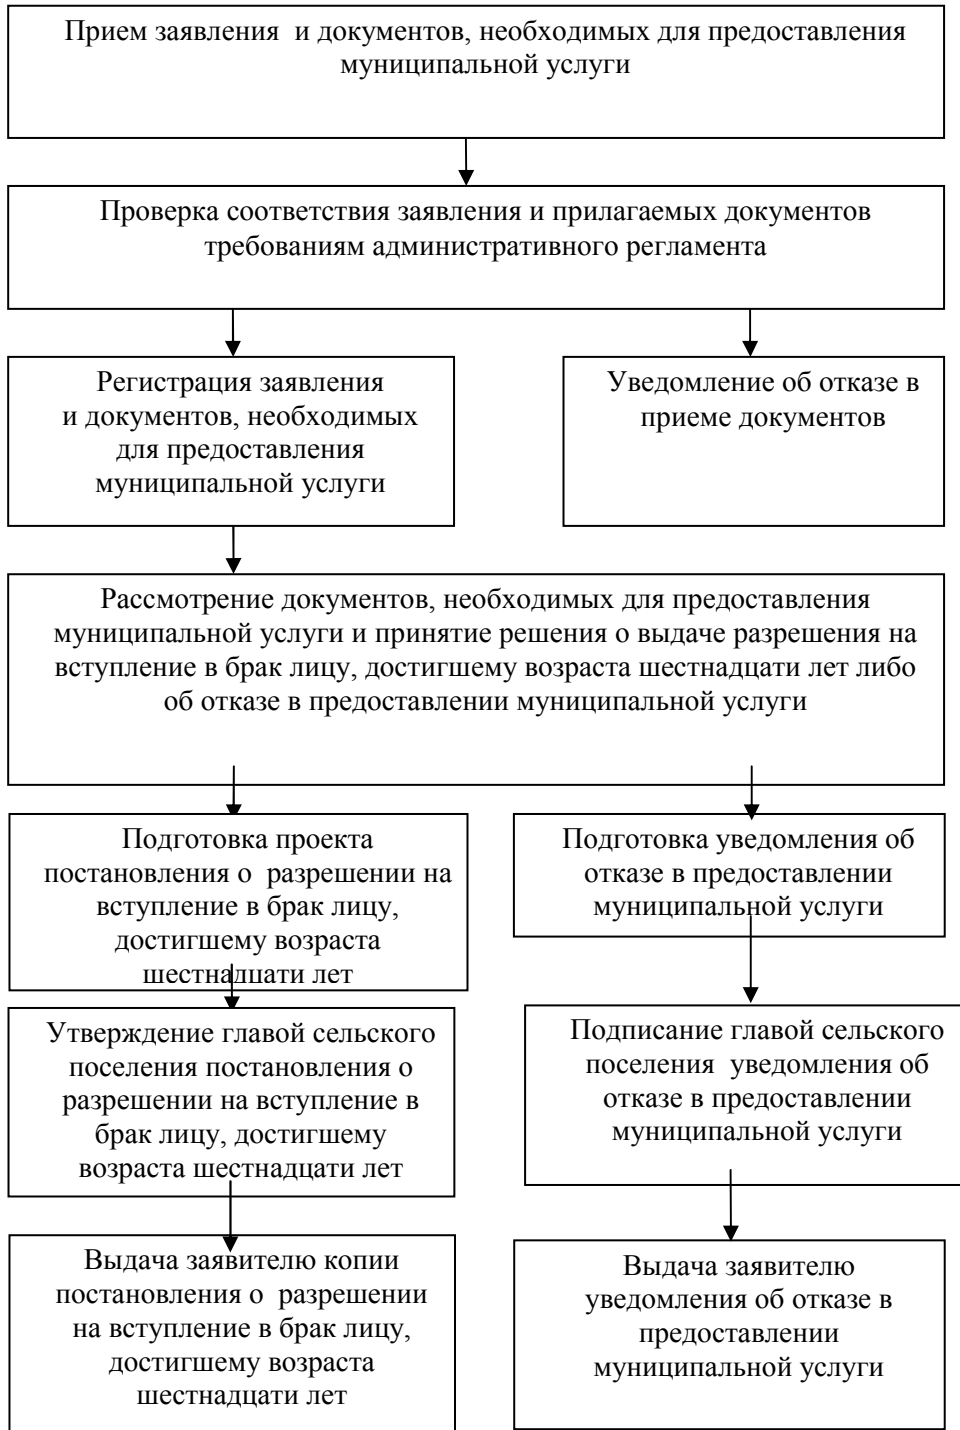 Прием заявления  и документов, необходимых для предоставления
муниципальной услуги
Проверка соответствия заявления и прилагаемых документов
требованиям административного регламента
Регистрация заявления
и документов, необходимых
для предоставления
муниципальной услуги
Уведомление об отказе в
приеме документов
Рассмотрение документов, необходимых для предоставления
муниципальной услуги и принятие решения о выдаче разрешения на
вступление в брак лицу, достигшему возраста шестнадцати лет либо
об отказе в предоставлении муниципальной услуги
Подготовка проекта
постановления о  разрешении на
вступление в брак лицу,
достигшему возраста
шестнадцати лет
Подготовка уведомления об
отказе в предоставлении
муниципальной услуги
Утверждение главой сельского
поселения постановления о
разрешении на вступление в
брак лицу, достигшему
возраста шестнадцати лет
Подписание главой сельского
поселения  уведомления об
отказе в предоставлении
муниципальной услуги
Выдача заявителю копии
постановления о  разрешении
на вступление в брак лицу,
достигшему возраста
шестнадцати лет
Выдача заявителю
уведомления об отказе в
предоставлении
муниципальной услуги